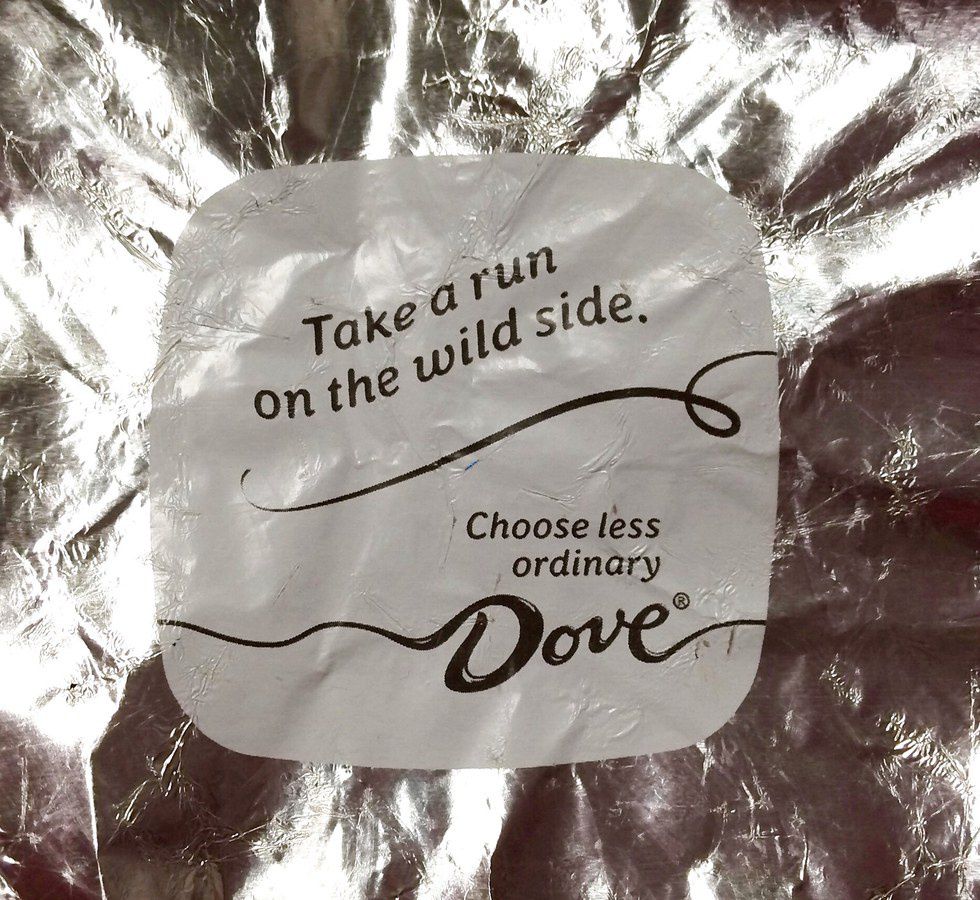 Take a run
on the wild side.
Choose less
ordinary
Dove®